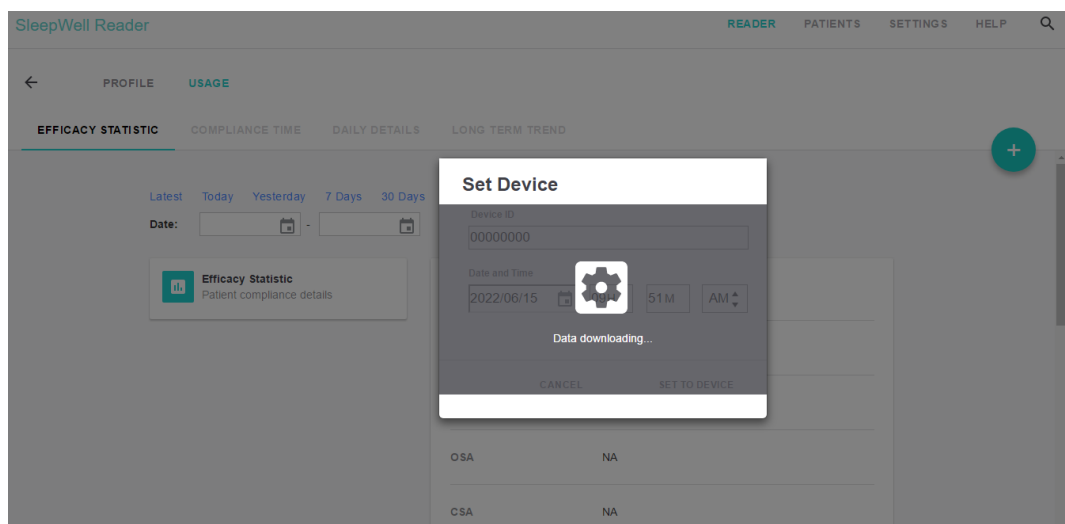 SleepWell Reader READER PATIENTS SETTINGS HELP
PROFILE USAGE
EFFICACY STATISTIC COMPLIANCE TIME DAILY DETAILS LONG TERM TREND
+
Set Device
Latest Today Yesterday 7 Days 30 Days
Date: -
Device ID
00000000
Efficacy Statistic
Patient compliance details
Date and Time
2022/06/15 09H 51M AM
Data downloading...
CANCEL SET TO DEVICE
OSA NA
CSA NA